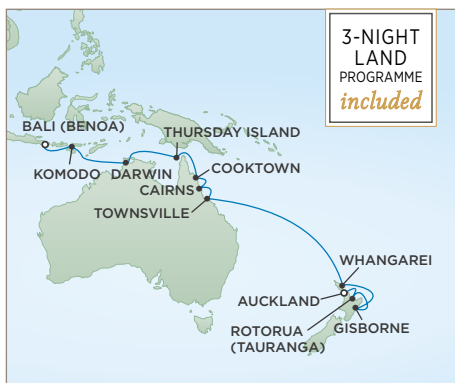 3-NIGHT
LAND
PROGRAMME
included
BALI (BENOA)
THURSDAY ISLAND
KOMODO
DARWIN
COOKTOWN
CAIRNS
TOWNSVILLE
WHANGAREI
AUCKLAND
ROTORUA
(TAURANGA)
GISBORNE